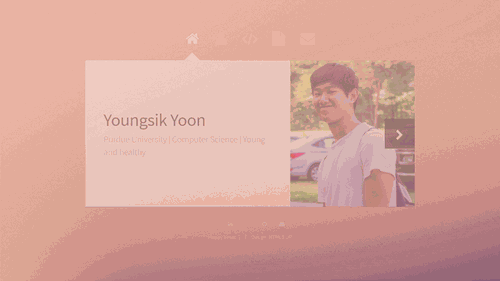 Youngsik Yoon
Purdue University | Computer Science | Young
and healthy